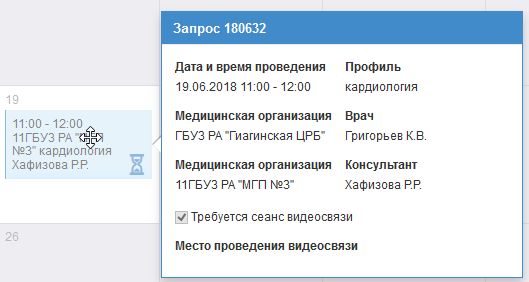 19
11:00 - 12:00
11ГБУЗ РА "
№3" кардиология
Хафизова Р.Р.
26
Запрос 180632
Дата и время проведения Профиль
19.06.2018 11:00 - 12:00 кардиология
Медицинская организация Врач
ГБУЗ РА "Гиагинская ЦРБ" Григорьев К.В.
Медицинская организация Консультант
11ГБУЗ РА "МГП №3" Хафизова Р.Р.
Требуется сеанс видеосвязи
Место проведения видеосвязи